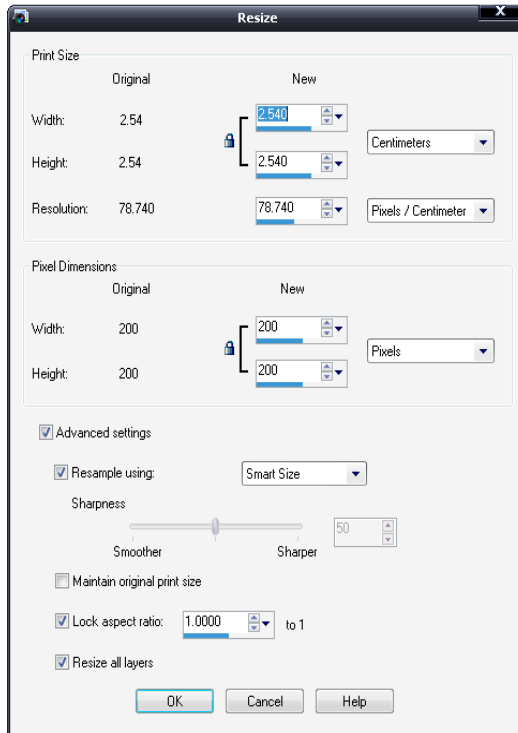 Resize
X
Print Size
Original New
Width: 2.54 2.540
Centimeters
Height: 2.54 2.540
Resolution: 78.740 78.740 Pixels / Centimeter
Pixel Dimensions
Original New
Width: 200 200
Pixels
Height: 200 200
Advanced settings
Resample using: Smart Size
Sharpness
50
Smoother Sharper
Maintain original print size
Lock aspect ratio: 1.0000 to 1
Resize all layers
OK Cancel Help